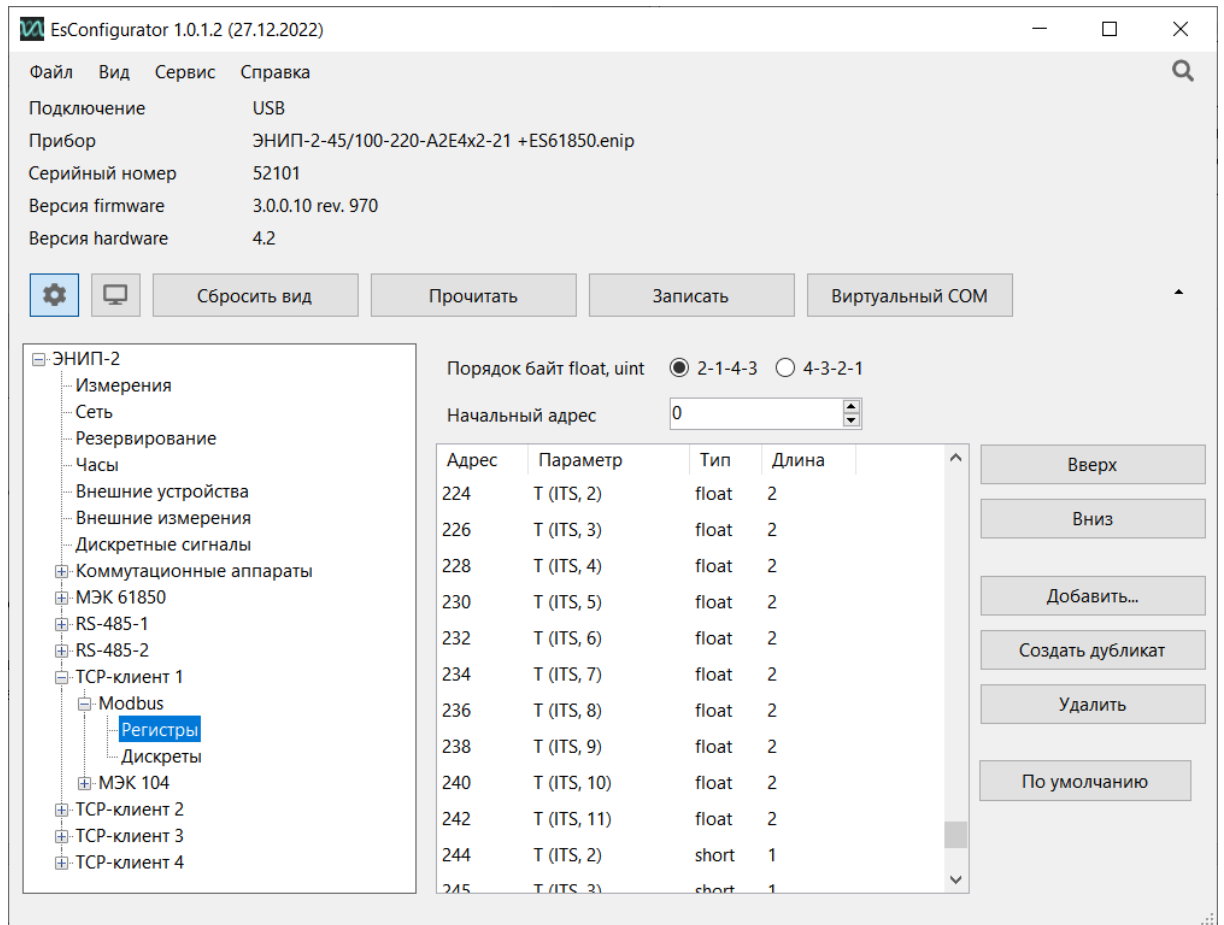 EsConfigurator 1.0.1.2 (27.12.2022)
Файл Вид Сервис Справка
Подключение USB
Прибор ЭНИП-2-45/100-220-A2E4x2-21 +ES61850.enip
Серийный номер 52101
Версия firmware 3.0.0.10 rev. 970
Версия hardware 4.2
Сбросить вид Прочитать Записать Виртуальный COM
ЭНИП-2
Измерения
Сеть
Резервирование
Часы
Внешние устройства
Внешние измерения
Дискретные сигналы
Коммутационные аппараты
МЭК 61850
RS-485-1
RS-485-2
TCP-клиент 1
Modbus
Регистры
Дискреты
МЭК 104
TCP-клиент 2
TCP-клиент 3
TCP-клиент 4
Порядок байт float, uint 2-1-4-3 4-3-2-1
Начальный адрес 0
Адрес Параметр Тип Длина
224 T (ITS, 2) float 2
226 T (ITS, 3) float 2
228 T (ITS, 4) float 2
230 T (ITS, 5) float 2
232 T (ITS, 6) float 2
234 T (ITS, 7) float 2
236 T (ITS, 8) float 2
238 T (ITS, 9) float 2
240 T (ITS, 10) float 2
242 T (ITS, 11) float 2
244 T (ITS, 2) short 1
245 T (ITS, 3) short 1
Вверх
Вниз
Добавить...
Создать дубликат
Удалить
По умолчанию